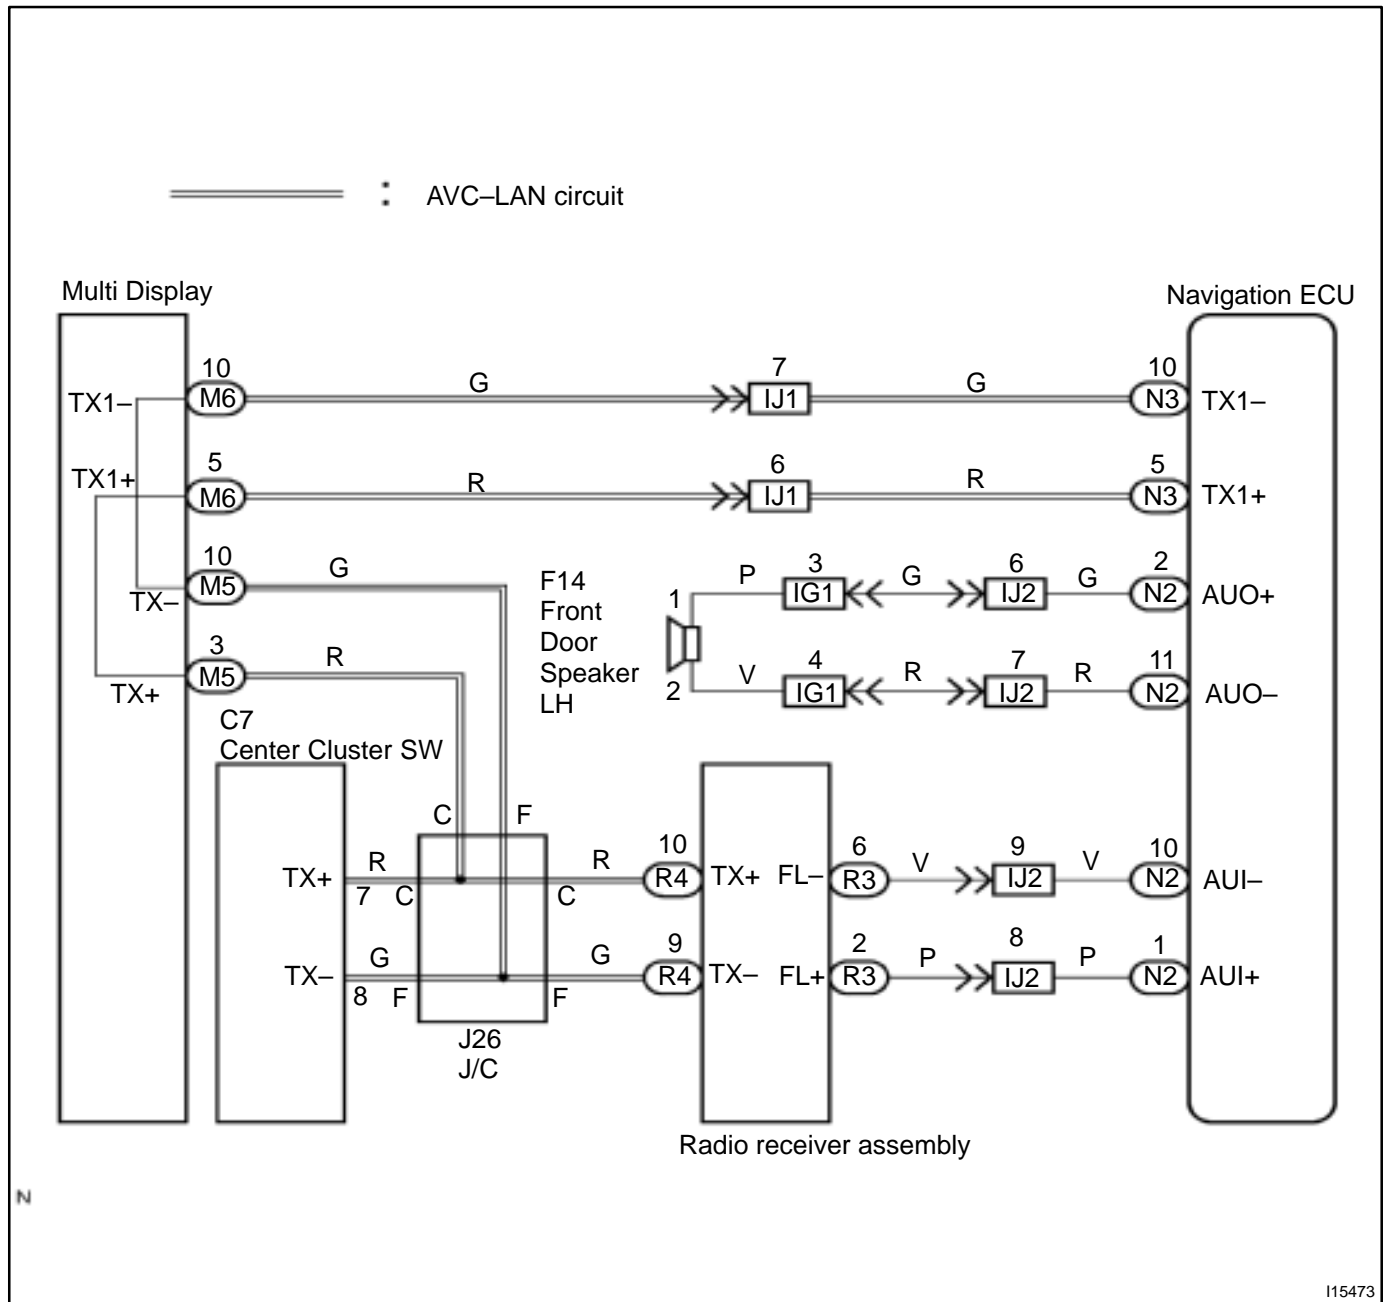 : AVC–LAN circuit
Multi Display
Navigation ECU
10
G
7
G
10
TX1–
M6
IJ1
N3
TX1–
5
R
6
R
5
TX1+
M6
IJ1
N3
TX1+
10
G
M5
TX–
3
R
M5
TX+
F14
Front
Door
Speaker
LH
1
P
3
G
6
G
2
IG1
IJ2
N2
AUO+
2
V
4
R
7
R
11
IG1
IJ2
N2
AUO–
C7
Center Cluster SW
C
F
TX+
R
7
C
R
C
10
R4
TX+
FL–
6
R3
V
9
IJ2
V
10
N2
AUI–
TX–
G
8
F
G
F
9
R4
TX–
FL+
2
R3
P
8
IJ2
P
1
N2
AUI+
J26
J/C
Radio receiver assembly
N
I15473